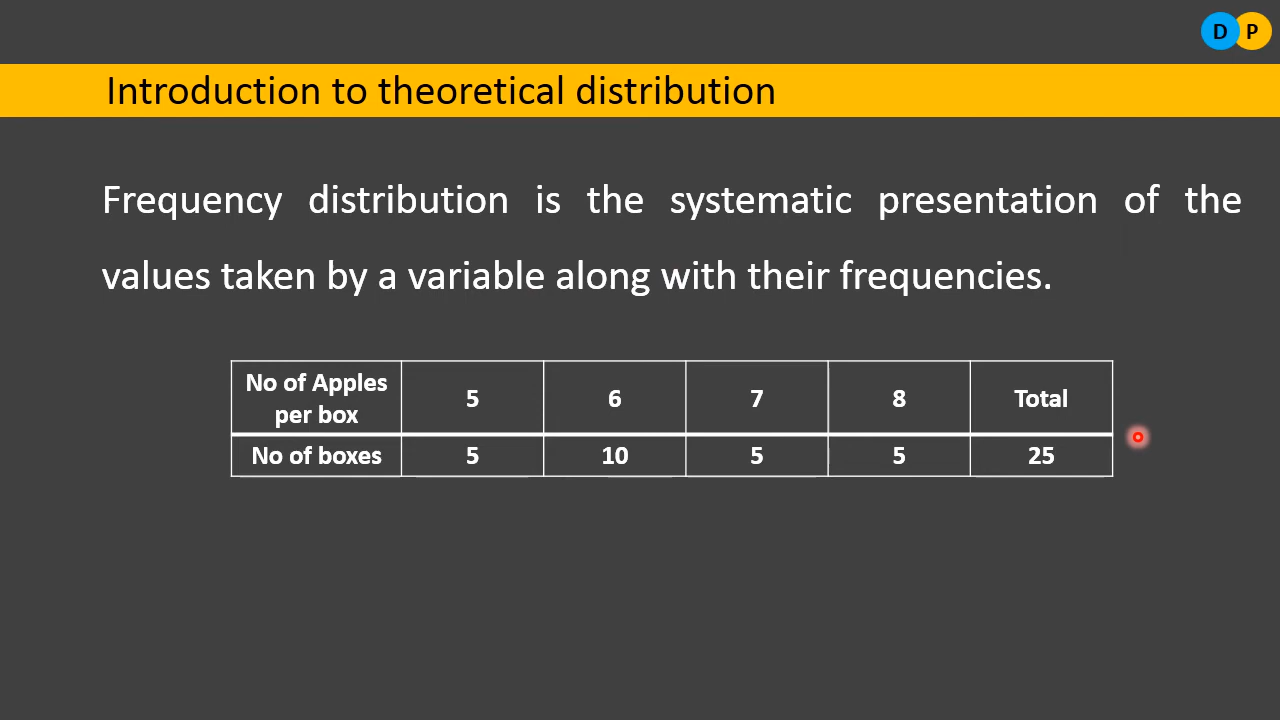 D P
Introduction to theoretical distribution
Frequency distribution is the systematic presentation of the
values taken by a variable along with their frequencies.
No of Apples
per box
5 6 7 8 Total
No of boxes 5 10 5 5 25